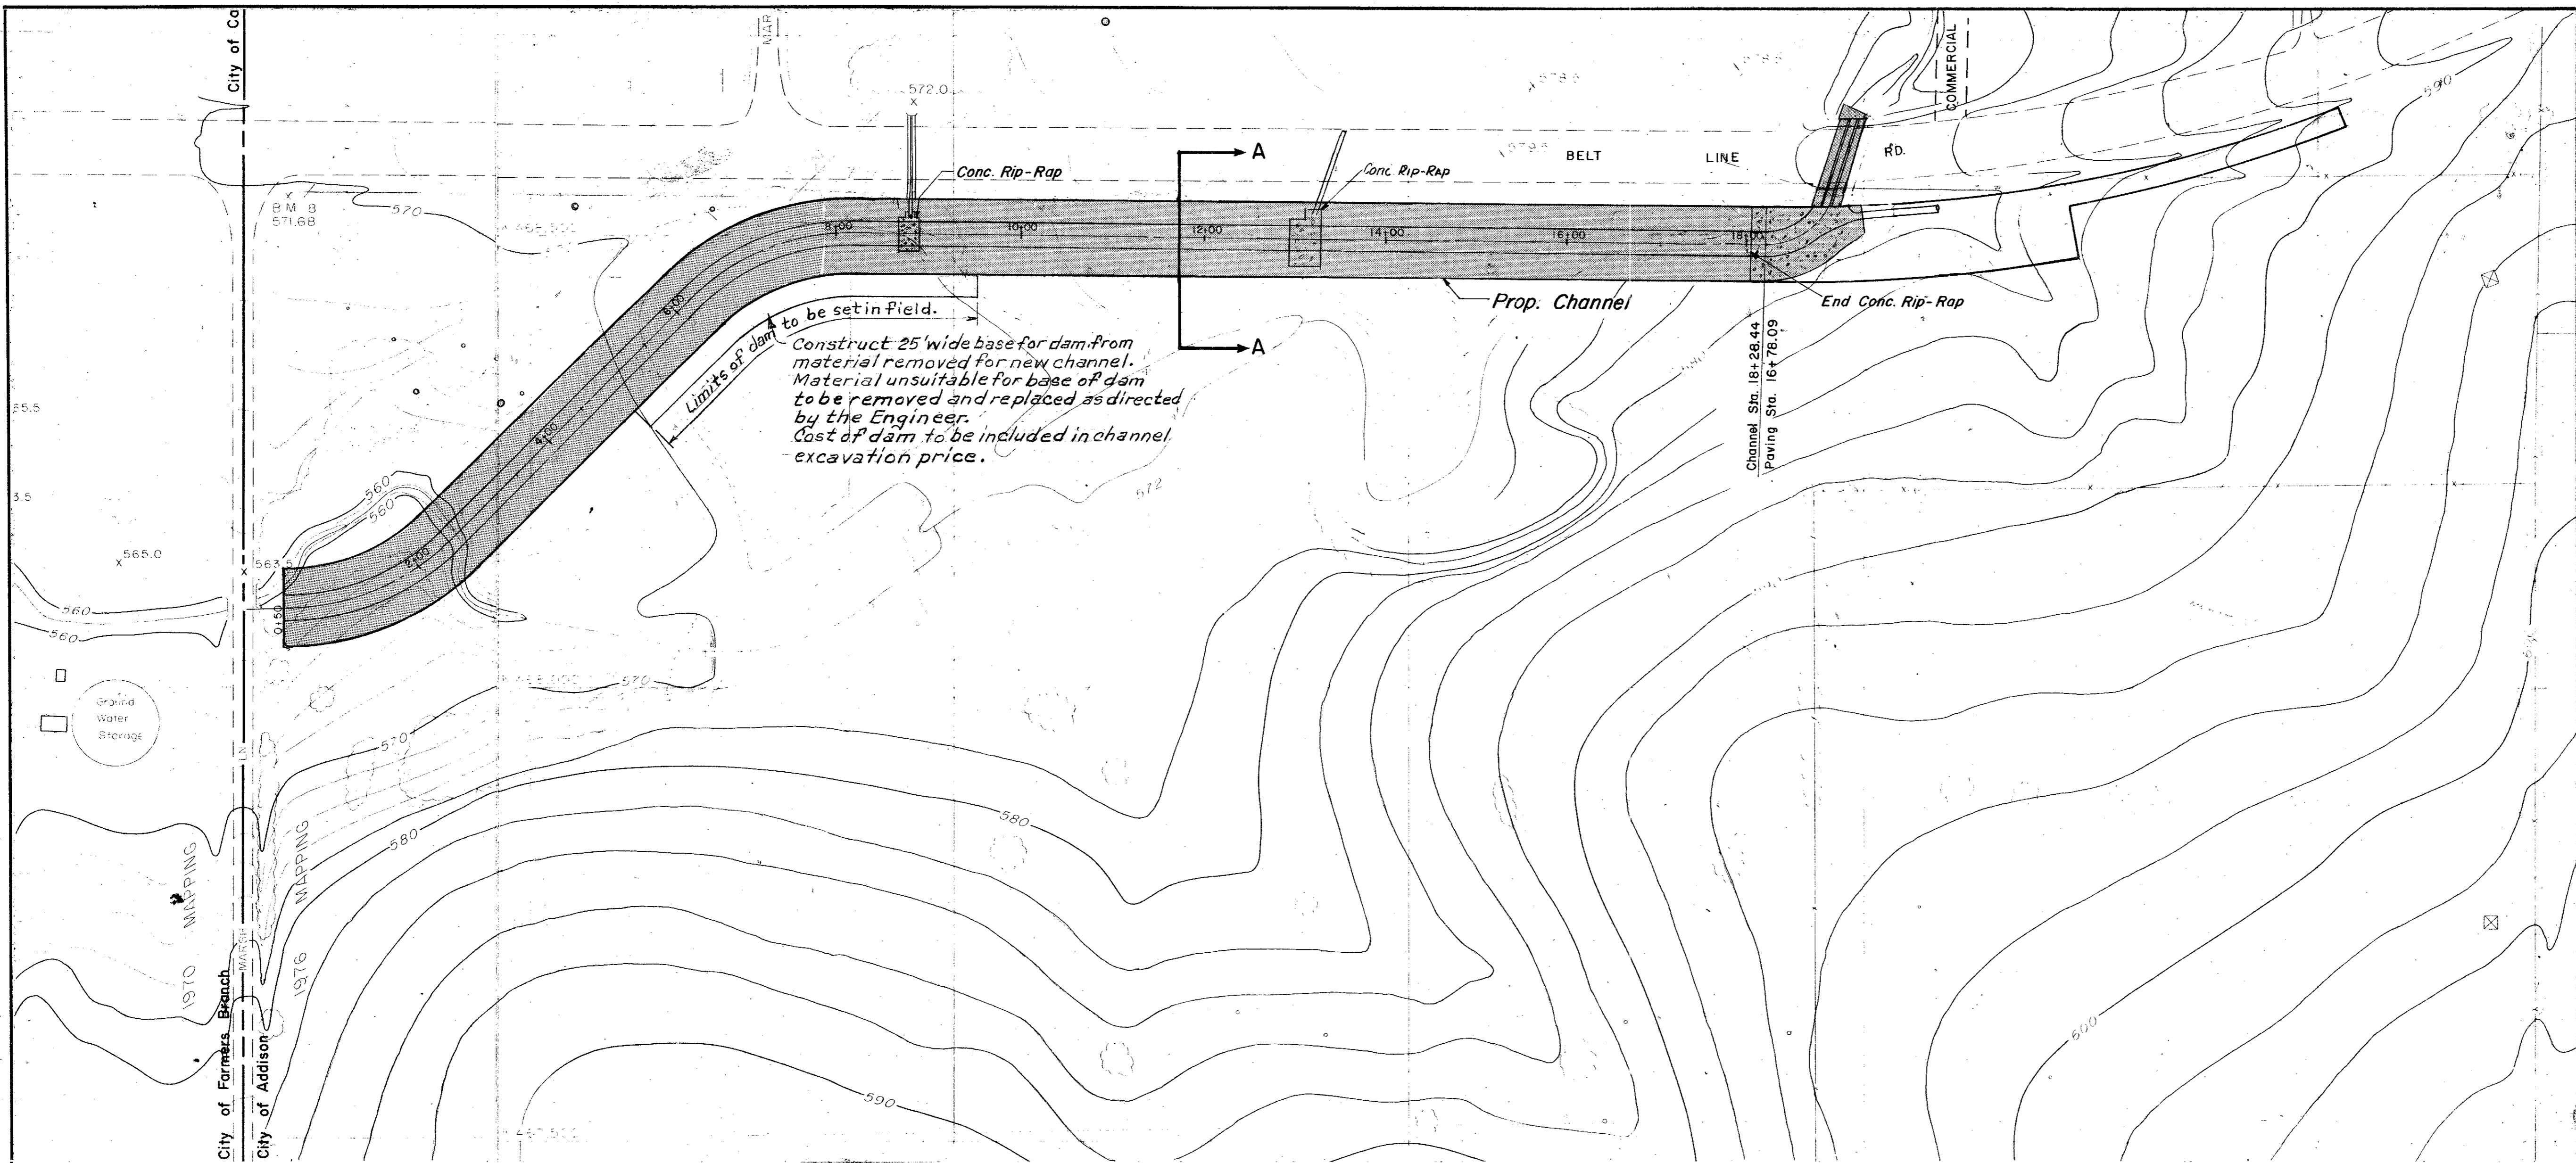 City of Ca
MAR
572.0
COMMERCIAL
590
Conc. Rip-Rap
A
Conc. Rip-Rap
BELT LINE RD.
B M 8
571.68
570
8+00
10+00
12+00
14+00
16+00
18+00
6+00
Limits of dam to be set in field.
Prop. Channel
End Conc. Rip-Rap
Construct 25' wide base for dam from
material removed for new channel.
Material unsuitable for base of dam
to be removed and replaced as directed
by the Engineer.
Cost of dam to be included in channel
excavation price.
A
Channel Sta. 18+28.44
Paving Sta. 16+78.09
4+00
572
560
560
565.0
563.5
2+00
560
560
0+50
570
Ground
Water
Storage
LN
570
580
580
1970 MAPPING
1976 MAPPING
MARSH
City of Farmers Branch
City of Addison
590
600